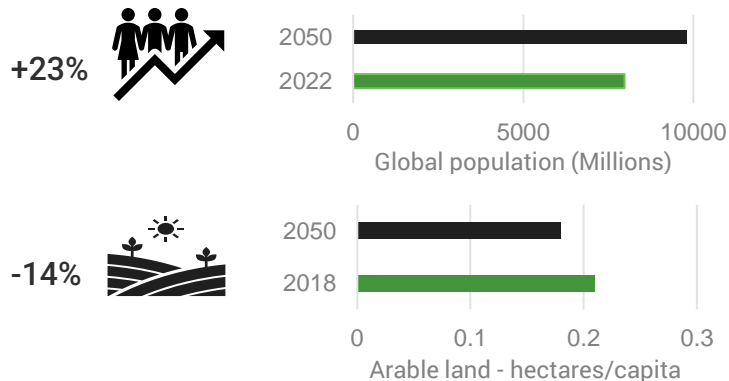 +23%
2050
2022
0 5000 10000
Global population (Millions)
-14%
2050
2018
0 0.1 0.2 0.3
Arable land - hectares/capita